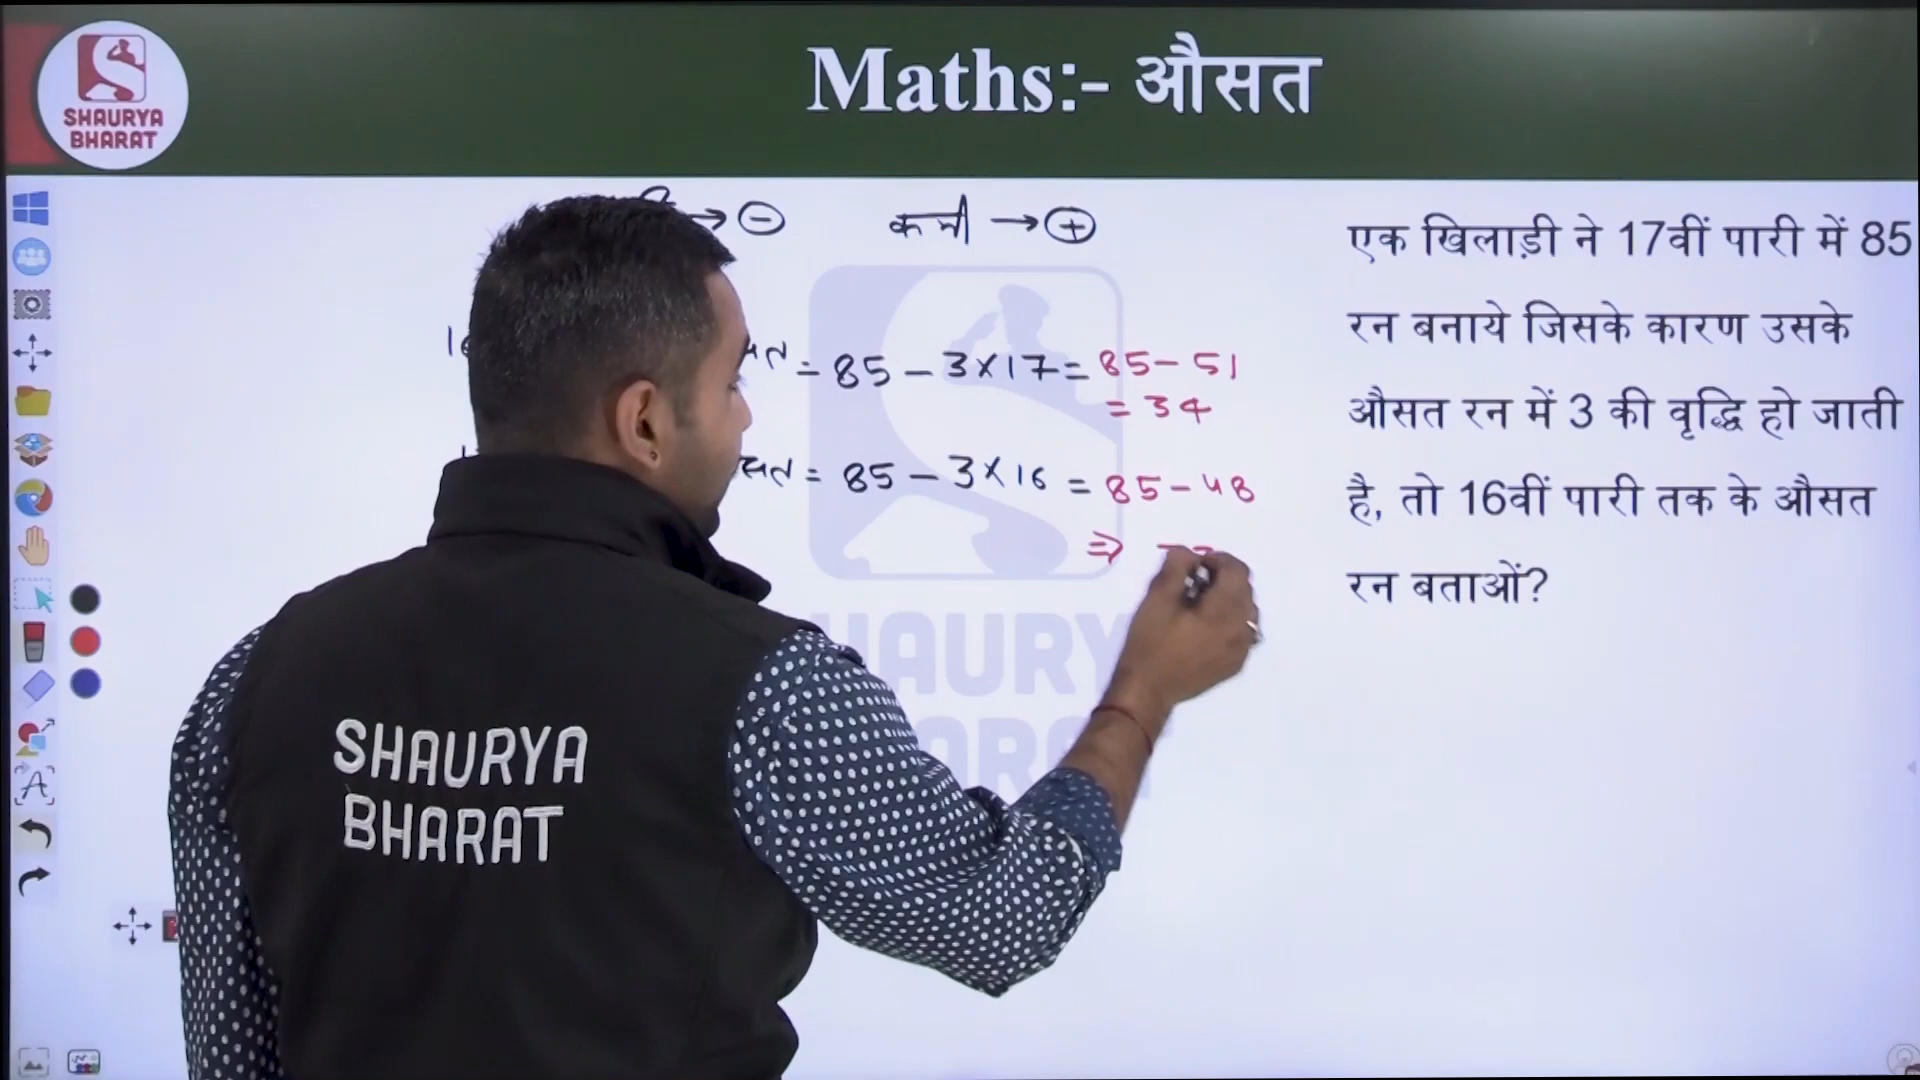 Maths:- औसत
SHAURYA
BHARAT
→ ⊖ कमी → ⊕
= 85 - 3×17 = 85 - 51
= 34
= 85 - 3×16 = 85 - 48
⇒
एक खिलाड़ी ने 17वीं पारी में 85
रन बनाये जिसके कारण उसके
औसत रन में 3 की वृद्धि हो जाती
है, तो 16वीं पारी तक के औसत
रन बताओं?
SHAURYA
BHARAT